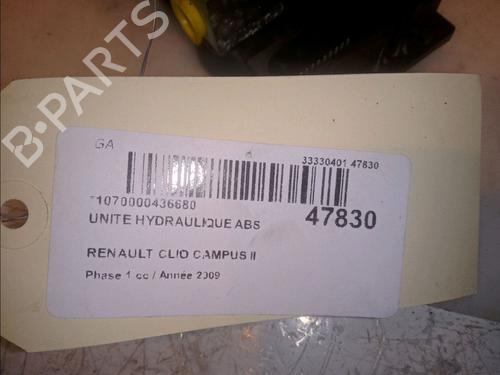 B-PARTS
GA
33330401 47830
*1070000436680
47830
UNITE HYDRAULIQUE ABS
RENAULT CLIO CAMPUS II
Phase 1 cc / Année 2009